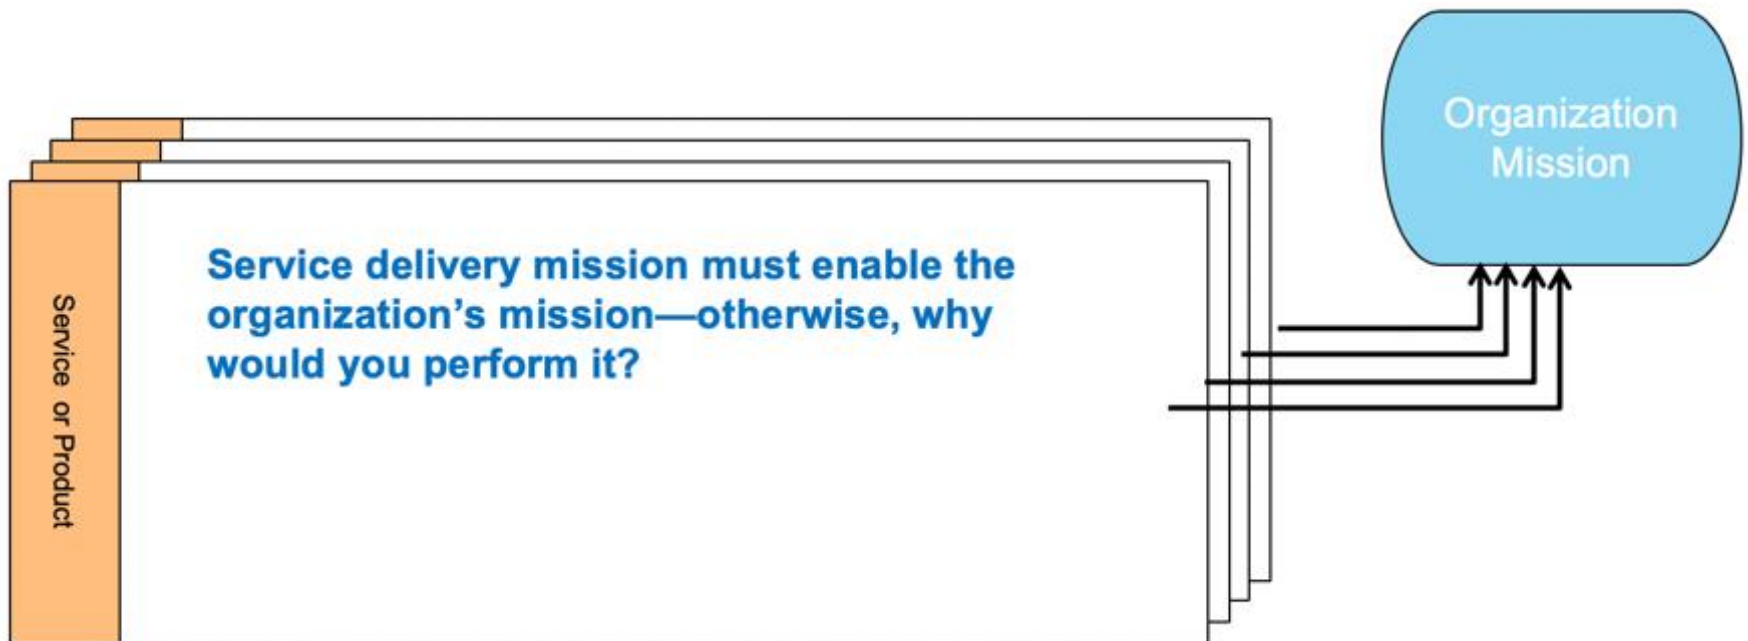 Organization
Mission
Service delivery mission must enable the
organization’s mission—otherwise, why
would you perform it?
Service or Product